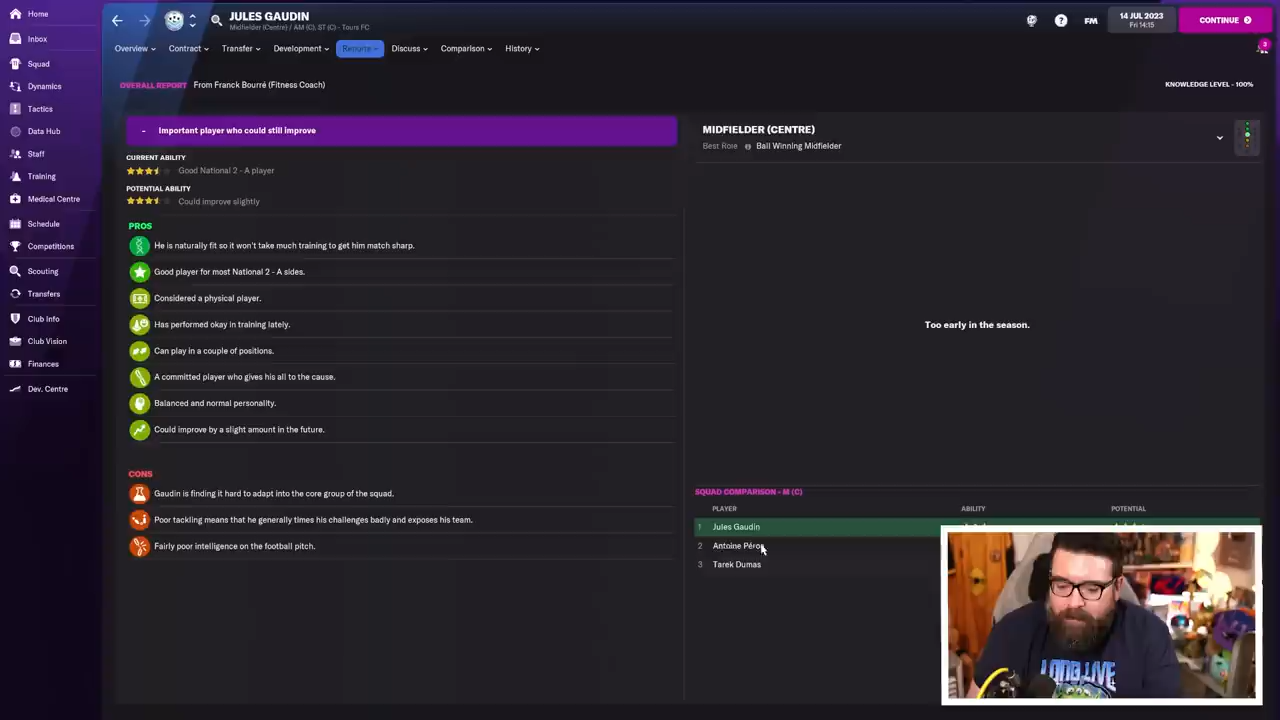 Home
Inbox
Squad
Dynamics
Tactics
Data Hub
Staff
Training
Medical Centre
Schedule
Competitions
Scouting
Transfers
Club Info
Club Vision
Finances
Dev. Centre
JULES GAUDIN
Midfielder (Centre) / AM (C), ST (C) - Tours FC
FM
14 JUL 2023
Fri 14:15
CONTINUE
3
Overview
Contract
Transfer
Development
Reports
Discuss
Comparison
History
OVERALL REPORT From Franck Bourré (Fitness Coach)
KNOWLEDGE LEVEL - 100%
- Important player who could still improve
CURRENT ABILITY
Good National 2 - A player
POTENTIAL ABILITY
Could improve slightly
PROS
He is naturally fit so it won't take much training to get him match sharp.
Good player for most National 2 - A sides.
Considered a physical player.
Has performed okay in training lately.
Can play in a couple of positions.
A committed player who gives his all to the cause.
Balanced and normal personality.
Could improve by a slight amount in the future.
CONS
Gaudin is finding it hard to adapt into the core group of the squad.
Poor tackling means that he generally times his challenges badly and exposes his team.
Fairly poor intelligence on the football pitch.
MIDFIELDER (CENTRE)
Best Role Ball Winning Midfielder
Too early in the season.
SQUAD COMPARISON - M (C)
PLAYER ABILITY POTENTIAL
1 Jules Gaudin
2 Antoine
3 Tarek Dumas
LONG LIVE